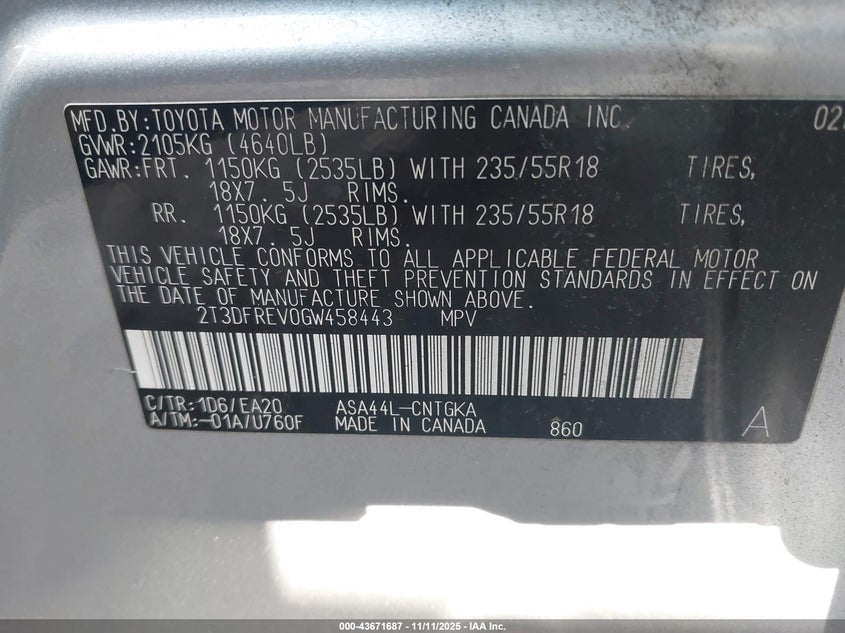 MFD.BY:TOYOTA MOTOR MANUFACTURING CANADA INC.
GVWR:2105KG (4640LB)
GAWR:FRT. 1150KG (2535LB) WITH 235/55R18 TIRES,
18X7. 5J RIMS.
RR. 1150KG (2535LB) WITH 235/55R18 TIRES,
18X7. 5J RIMS.
THIS VEHICLE CONFORMS TO ALL APPLICABLE FEDERAL MOTOR
VEHICLE SAFETY AND THEFT PREVENTION STANDARDS IN EFFECT ON
THE DATE OF MANUFACTURE SHOWN ABOVE.
2T3DFREV0GW458443 MPV
C/TR:1D6/EA20 ASA44L-CNTGKA
A/TM:-01A/U760F MADE IN CANADA 860 A
000-43671687 - 11/11/2025 - IAA Inc.